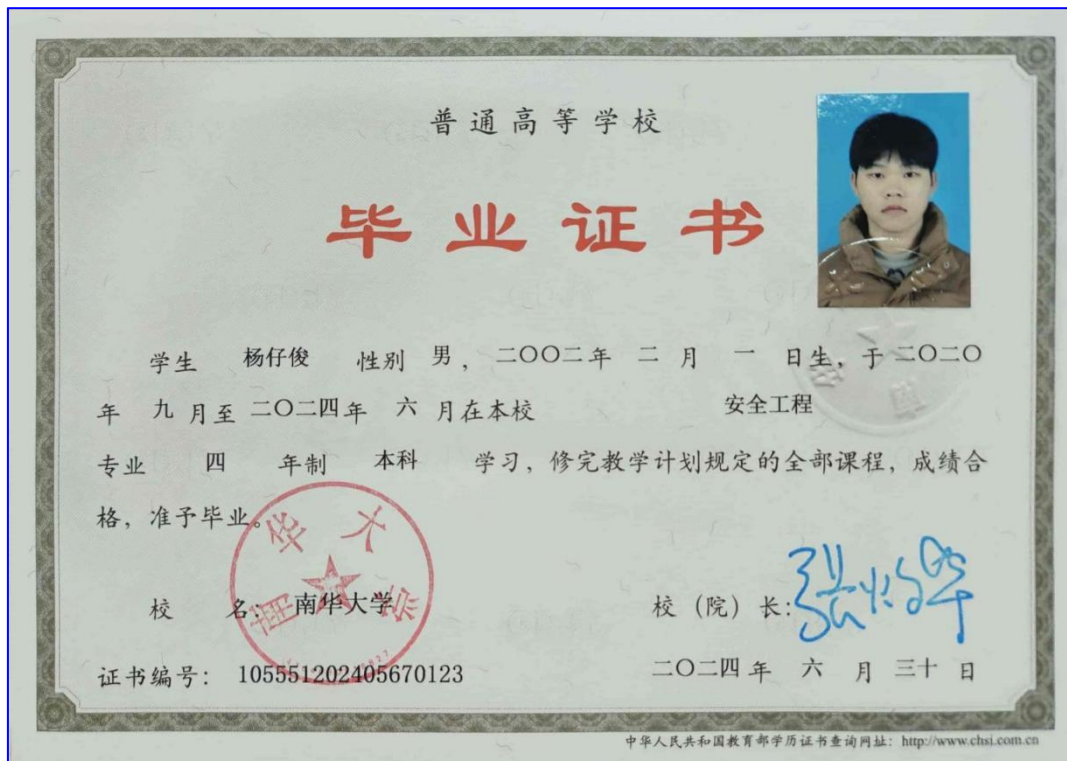 普通高等学校
毕业证书
学生 杨仔俊 性别 男，二〇〇二年 二 月 一 日生，于二〇二〇
年 九 月至 二〇二四年 六 月在本校 安全工程
专业 四 年制 本科 学习，修完教学计划规定的全部课程，成绩合
格，准予毕业。
南华大学
校 名：南华大学 校（院）长：
证书编号：105551202405670123 二〇二四年 六 月 三十 日
中华人民共和国教育部学历证书查询网址：http://www.chsi.com.cn